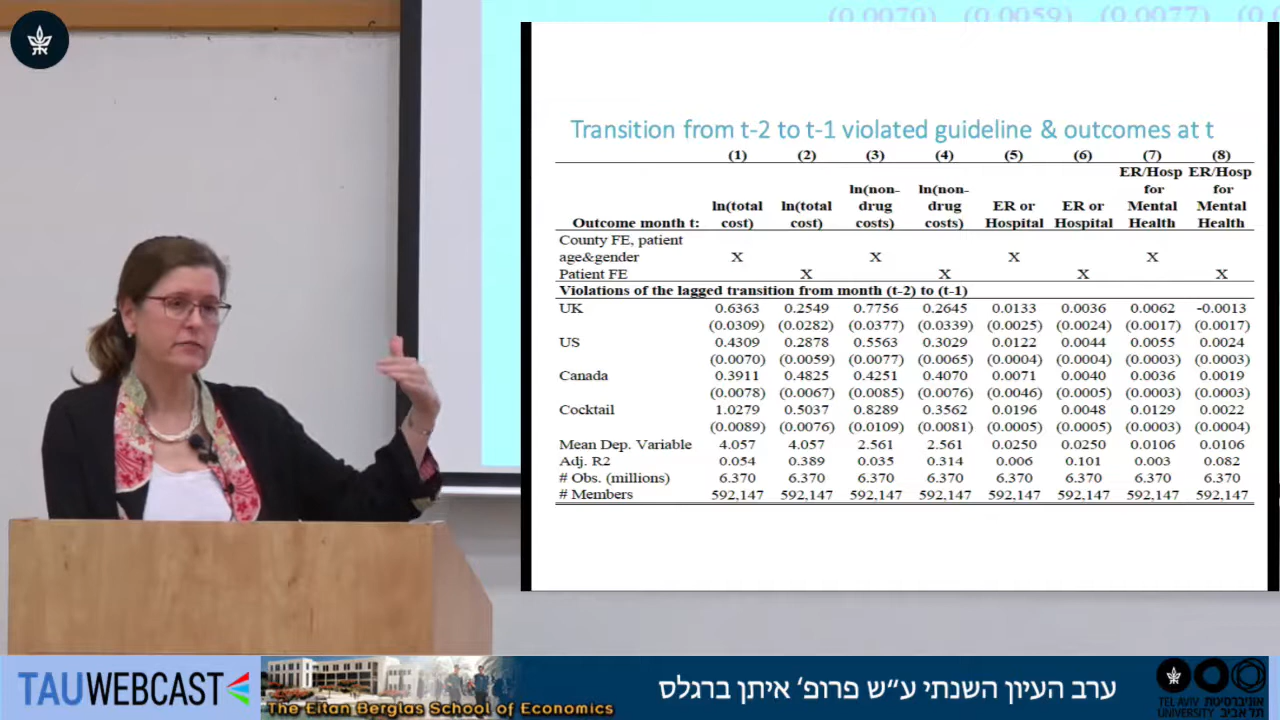 (0.0070) (0.0059) (0.0077)
Transition from t-2 to t-1 violated guideline & outcomes at t
(1) (2) (3) (4) (5) (6) (7) (8)
Outcome month t: ln(total cost) ln(total cost) ln(non-drug costs) ln(non-drug costs) ER or Hospital ER or Hospital ER/Hosp for Mental Health ER/Hosp for Mental Health
County FE, patient
age&gender X X X X
Patient FE X X X X
Violations of the lagged transition from month (t-2) to (t-1)
UK 0.6363 0.2549 0.7756 0.2645 0.0133 0.0036 0.0062 -0.0013
(0.0309) (0.0282) (0.0377) (0.0339) (0.0025) (0.0024) (0.0017) (0.0017)
US 0.4309 0.2878 0.5563 0.3029 0.0122 0.0044 0.0055 0.0024
(0.0070) (0.0059) (0.0077) (0.0065) (0.0004) (0.0004) (0.0003) (0.0003)
Canada 0.3911 0.4825 0.4251 0.4070 0.0071 0.0040 0.0036 0.0019
(0.0078) (0.0067) (0.0085) (0.0076) (0.0046) (0.0005) (0.0003) (0.0003)
Cocktail 1.0279 0.5037 0.8289 0.3562 0.0196 0.0048 0.0129 0.0022
(0.0089) (0.0076) (0.0109) (0.0081) (0.0005) (0.0005) (0.0003) (0.0004)
Mean Dep. Variable 4.057 4.057 2.561 2.561 0.0250 0.0250 0.0106 0.0106
Adj. R2 0.054 0.389 0.035 0.314 0.006 0.101 0.003 0.082
# Obs. (millions) 6.370 6.370 6.370 6.370 6.370 6.370 6.370 6.370
# Members 592,147 592,147 592,147 592,147 592,147 592,147 592,147 592,147
TAUWEBCAST
The Eitan Berglas School of Economics
ערב העיון השנתי ע״ש פרופ׳ איתן ברגלס
TEL AVIV UNIVERSITY
אוניברסיטת תל אביב